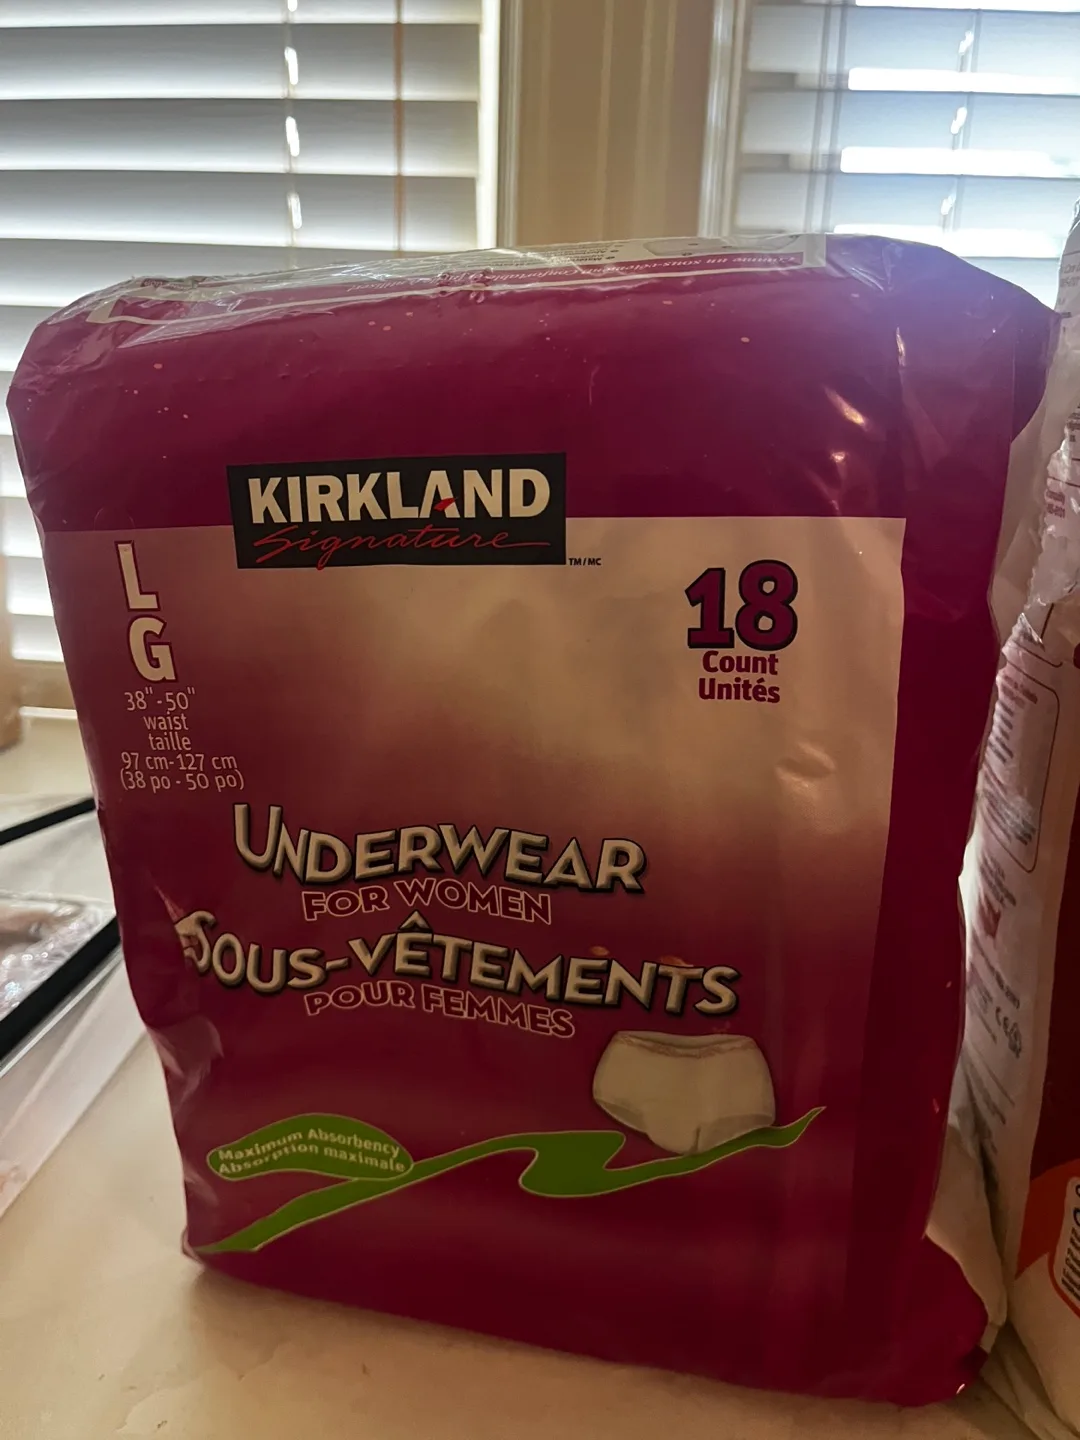 KIRKLAND
Signature
TM/MC
L
G
38"-50"
waist
taille
97 cm-127 cm
(38 po - 50 po)
18
Count
Unités
UNDERWEAR
FOR WOMEN
SOUS-VÊTEMENTS
POUR FEMMES
Maximum Absorbency
Absorption maximale